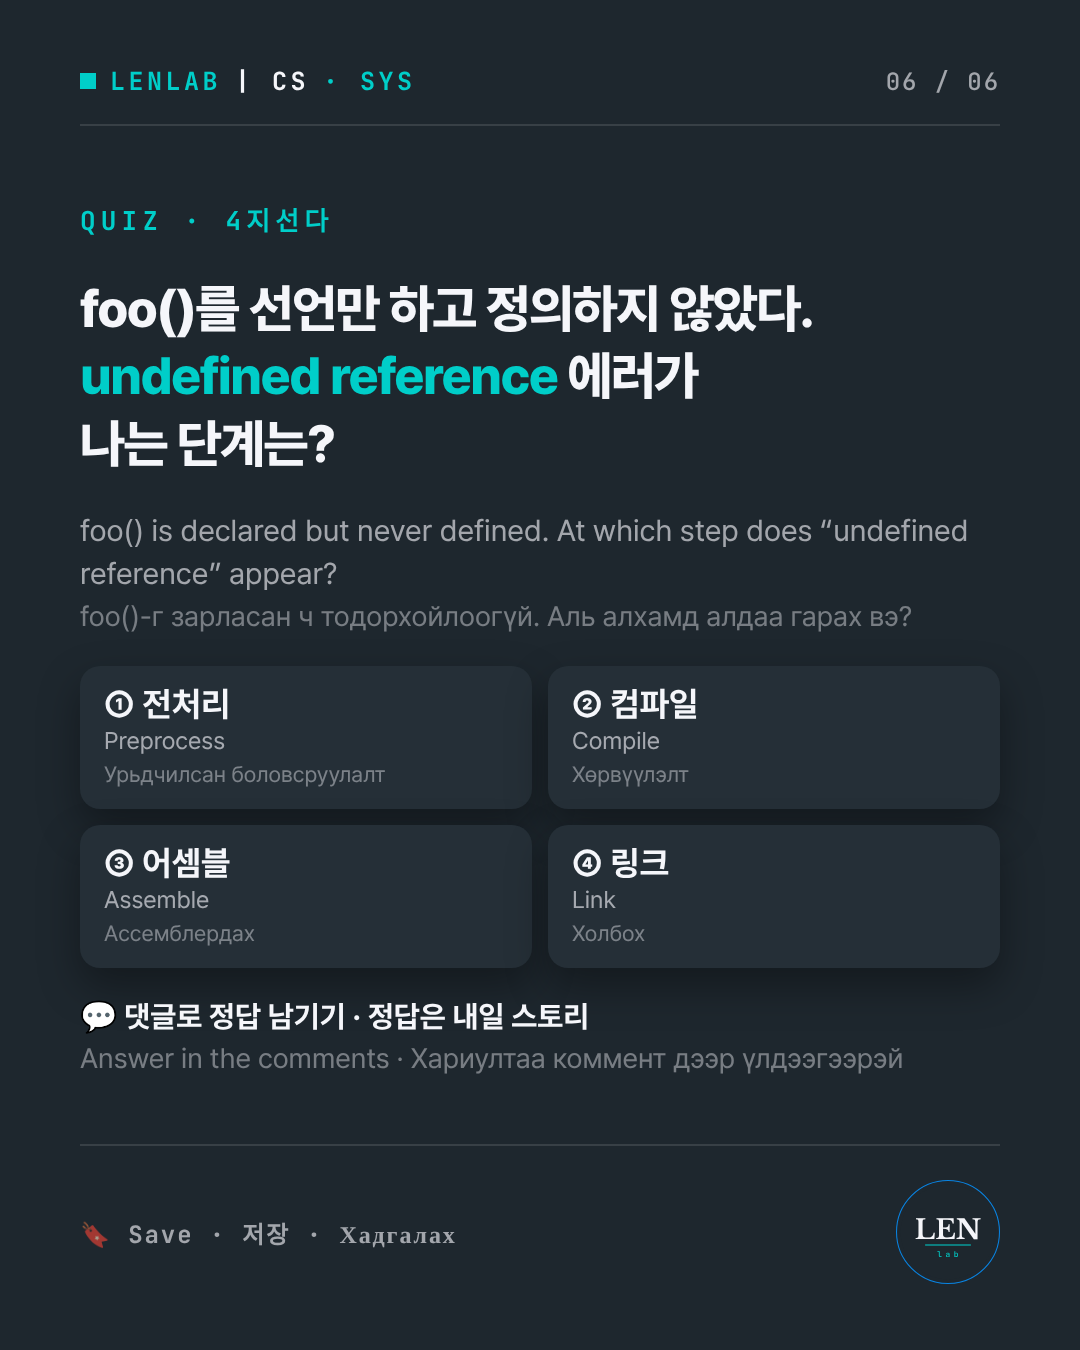 LENLAB | CS · SYS
06 / 06
QUIZ · 4지선다
foo()를 선언만 하고 정의하지 않았다.
undefined reference 에러가
나는 단계는?
foo() is declared but never defined. At which step does “undefined
reference” appear?
foo()-г зарласан ч тодорхойлоогүй. Аль алхамд алдаа гарах вэ?
① 전처리
Preprocess
Урьдчилсан боловсруулалт
② 컴파일
Compile
Хөрвүүлэлт
③ 어셈블
Assemble
Ассемблердах
④ 링크
Link
Холбох
💬 댓글로 정답 남기기 · 정답은 내일 스토리
Answer in the comments · Хариултаа коммент дээр үлдээгээрэй
🔖 Save · 저장 · Хадгалах
LEN
lab